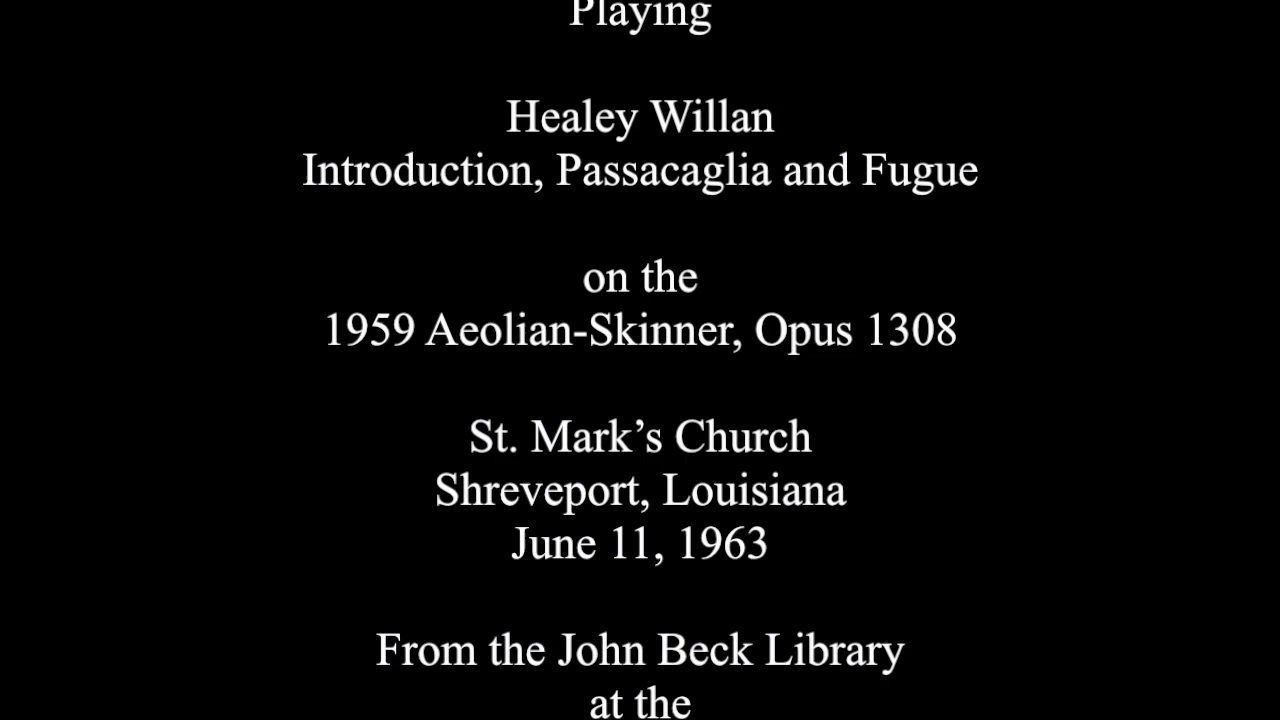 Playing
Healey Willan
Introduction, Passacaglia and Fugue
on the
1959 Aeolian-Skinner, Opus 1308
St. Mark’s Church
Shreveport, Louisiana
June 11, 1963
From the John Beck Library
at the